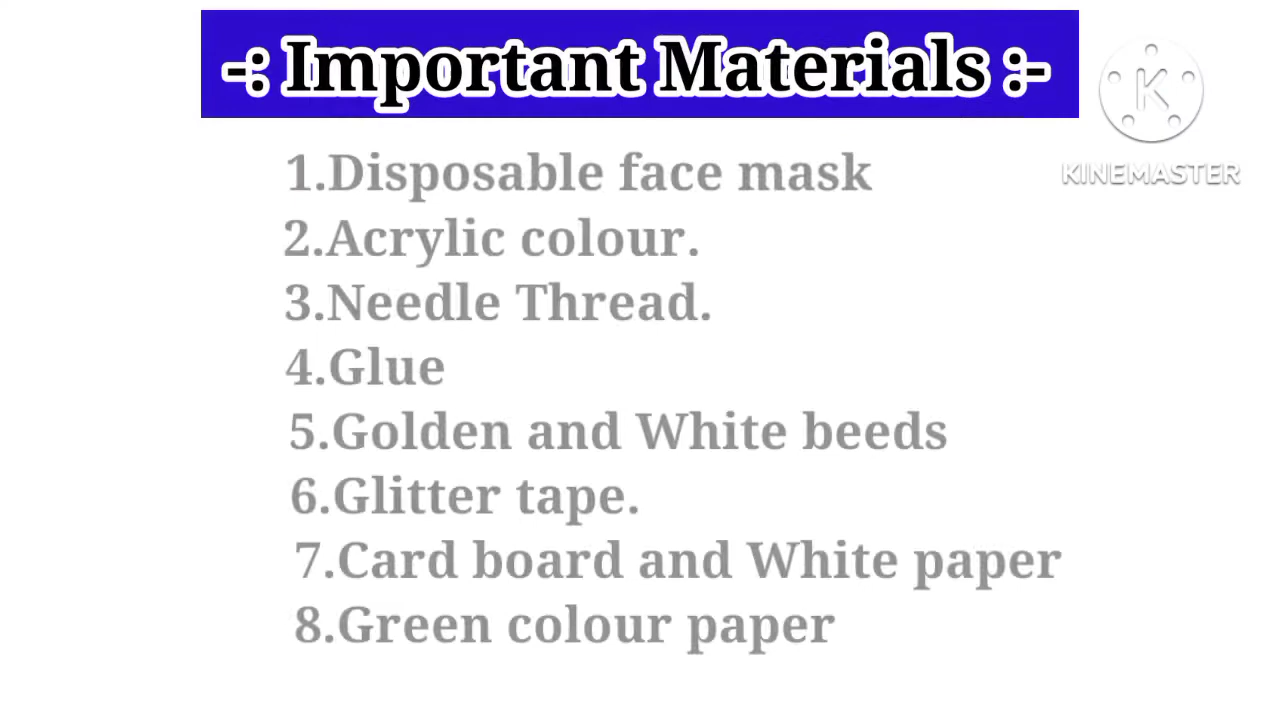 -: Important Materials :-
K
KINEMASTER
1.Disposable face mask
2.Acrylic colour.
3.Needle Thread.
4.Glue
5.Golden and White beeds
6.Glitter tape.
7.Card board and White paper
8.Green colour paper